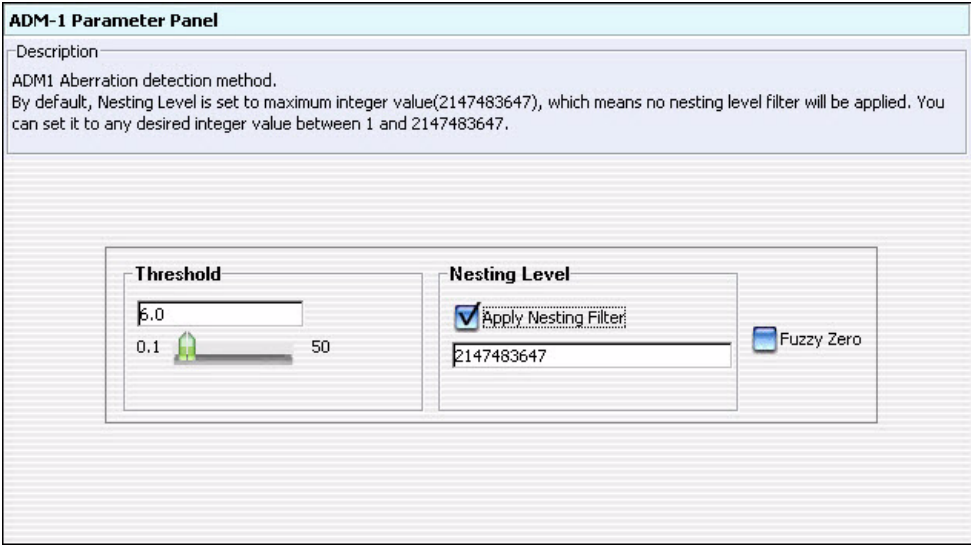 ADM-1 Parameter Panel
Description
ADM1 Aberration detection method.
By default, Nesting Level is set to maximum integer value(2147483647), which means no nesting level filter will be applied. You
can set it to any desired integer value between 1 and 2147483647.
Threshold
6.0
0.1 50
Nesting Level
Apply Nesting Filter
2147483647
Fuzzy Zero